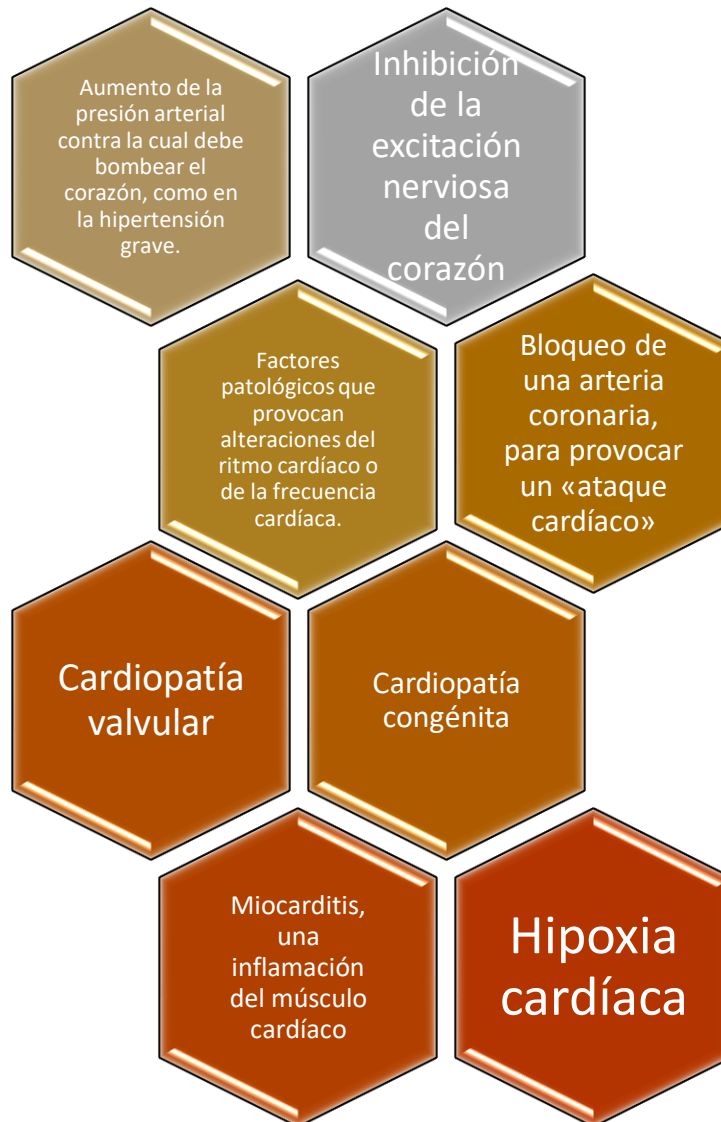 Aumento de la
presión arterial
contra la cual debe
bombear el
corazón, como en
la hipertensión
grave.
Inhibición
de la
excitación
nerviosa
del
corazón
Factores
patológicos que
provocan
alteraciones del
ritmo cardíaco o
de la frecuencia
cardíaca.
Bloqueo de
una arteria
coronaria,
para provocar
un «ataque
cardíaco»
Cardiopatía
valvular
Cardiopatía
congénita
Miocarditis,
una
inflamación
del músculo
cardíaco
Hipoxia
cardíaca